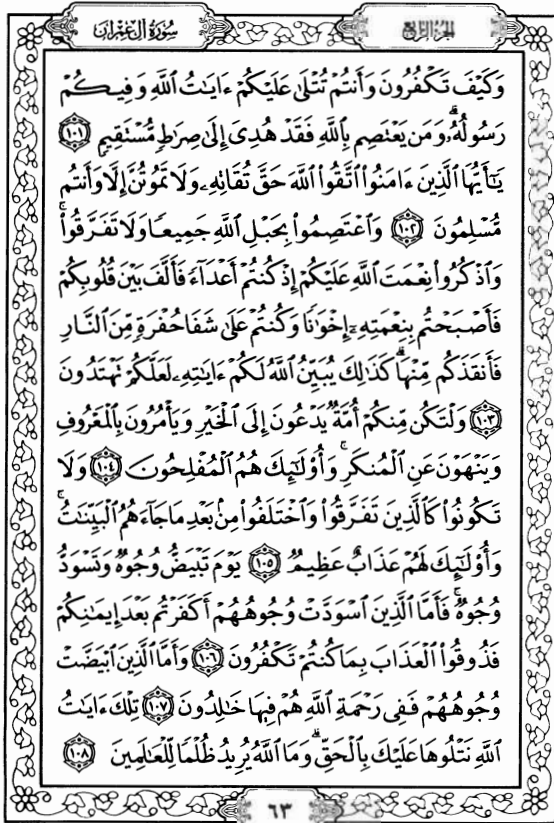 سُورَةُ آلِ عِمْرَان
الجُزْءُ الرَّابِعُ
وَكَيْفَ تَكْفُرُونَ وَأَنتُمْ تُتْلَىٰ عَلَيْكُمْ ءَايَٰتُ ٱللَّهِ وَفِيكُمْ
رَسُولُهُۥۗ وَمَن يَعْتَصِم بِٱللَّهِ فَقَدْ هُدِىَ إِلَىٰ صِرَٰطٍ مُّسْتَقِيمٍ ١٠١
يَٰٓأَيُّهَا ٱلَّذِينَ ءَامَنُوا۟ ٱتَّقُوا۟ ٱللَّهَ حَقَّ تُقَاتِهِۦ وَلَا تَمُوتُنَّ إِلَّا وَأَنتُم
مُّسْلِمُونَ ١٠٢ وَٱعْتَصِمُوا۟ بِحَبْلِ ٱللَّهِ جَمِيعًا وَلَا تَفَرَّقُوا۟ۚ
وَٱذْكُرُوا۟ نِعْمَتَ ٱللَّهِ عَلَيْكُمْ إِذْ كُنتُمْ أَعْدَآءً فَأَلَّفَ بَيْنَ قُلُوبِكُمْ
فَأَصْبَحْتُم بِنِعْمَتِهِۦٓ إِخْوَٰنًا وَكُنتُمْ عَلَىٰ شَفَا حُفْرَةٍ مِّنَ ٱلنَّارِ
فَأَنقَذَكُم مِّنْهَاۗ كَذَٰلِكَ يُبَيِّنُ ٱللَّهُ لَكُمْ ءَايَٰتِهِۦ لَعَلَّكُمْ تَهْتَدُونَ
١٠٣ وَلْتَكُن مِّنكُمْ أُمَّةٌ يَدْعُونَ إِلَى ٱلْخَيْرِ وَيَأْمُرُونَ بِٱلْمَعْرُوفِ
وَيَنْهَوْنَ عَنِ ٱلْمُنكَرِۚ وَأُو۟لَٰٓئِكَ هُمُ ٱلْمُفْلِحُونَ ١٠٤ وَلَا
تَكُونُوا۟ كَٱلَّذِينَ تَفَرَّقُوا۟ وَٱخْتَلَفُوا۟ مِنۢ بَعْدِ مَا جَآءَهُمُ ٱلْبَيِّنَٰتُۚ
وَأُو۟لَٰٓئِكَ لَهُمْ عَذَابٌ عَظِيمٌ ١٠٥ يَوْمَ تَبْيَضُّ وُجُوهٌ وَتَسْوَدُّ
وُجُوهٌۚ فَأَمَّا ٱلَّذِينَ ٱسْوَدَّتْ وُجُوهُهُمْ أَكَفَرْتُم بَعْدَ إِيمَٰنِكُمْ
فَذُوقُوا۟ ٱلْعَذَابَ بِمَا كُنتُمْ تَكْفُرُونَ ١٠٦ وَأَمَّا ٱلَّذِينَ ٱبْيَضَّتْ
وُجُوهُهُمْ فَفِى رَحْمَةِ ٱللَّهِ هُمْ فِيهَا خَٰلِدُونَ ١٠٧ تِلْكَ ءَايَٰتُ
ٱللَّهِ نَتْلُوهَا عَلَيْكَ بِٱلْحَقِّۗ وَمَا ٱللَّهُ يُرِيدُ ظُلْمًا لِّلْعَٰلَمِينَ ١٠٨
٦٣